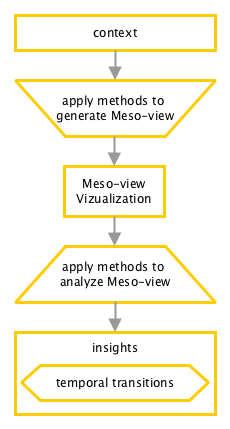 context
apply methods to
generate Meso-view
Meso-view
Vizualization
apply methods to
analyze Meso-view
insights
temporal transitions